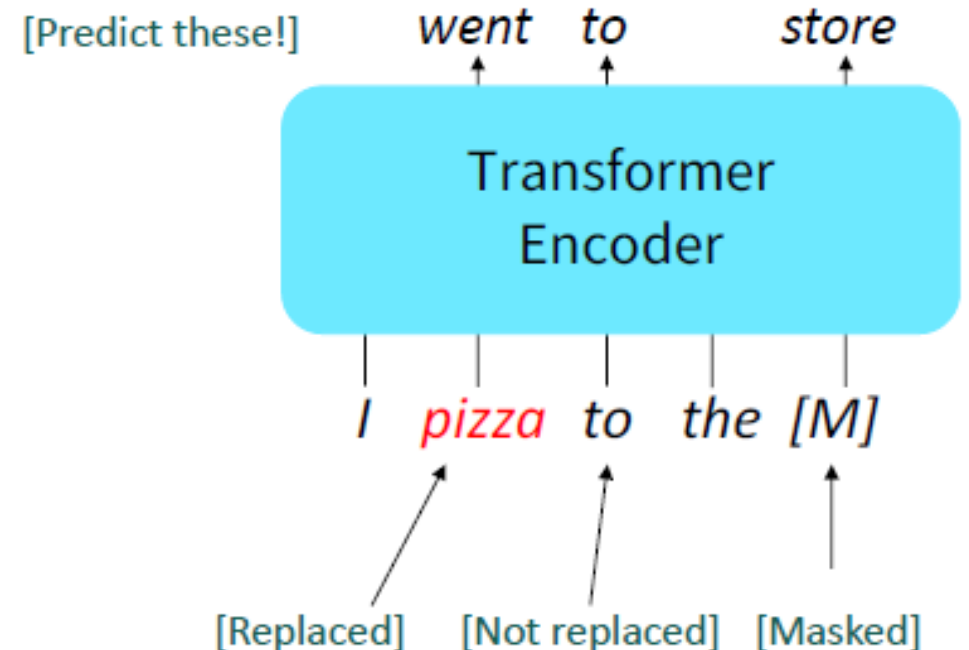 [Predict these!] went to store
Transformer
Encoder
I pizza to the [M]
[Replaced] [Not replaced] [Masked]